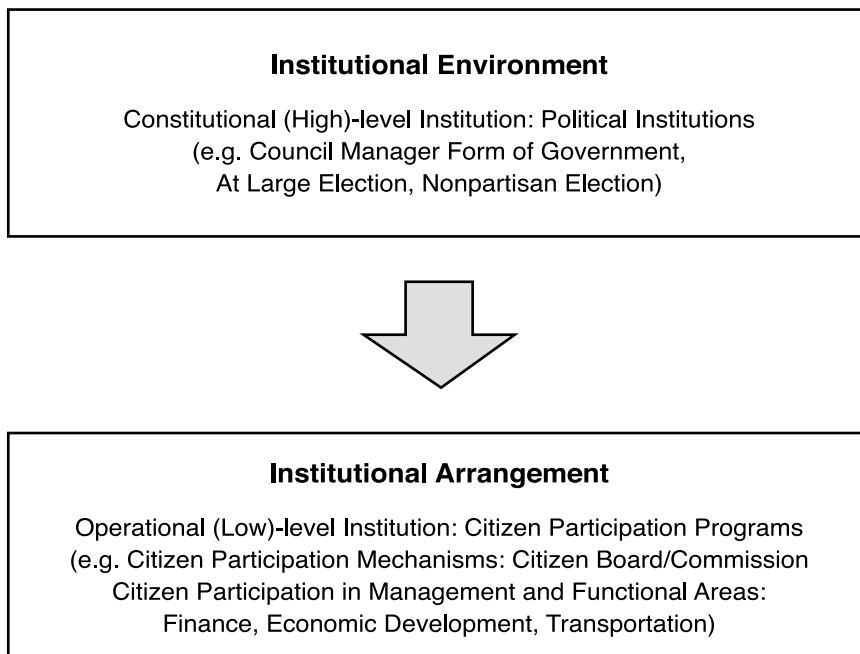 Institutional Environment
Constitutional (High)-level Institution: Political Institutions
(e.g. Council Manager Form of Government,
At Large Election, Nonpartisan Election)
Institutional Arrangement
Operational (Low)-level Institution: Citizen Participation Programs
(e.g. Citizen Participation Mechanisms: Citizen Board/Commission
Citizen Participation in Management and Functional Areas:
Finance, Economic Development, Transportation)